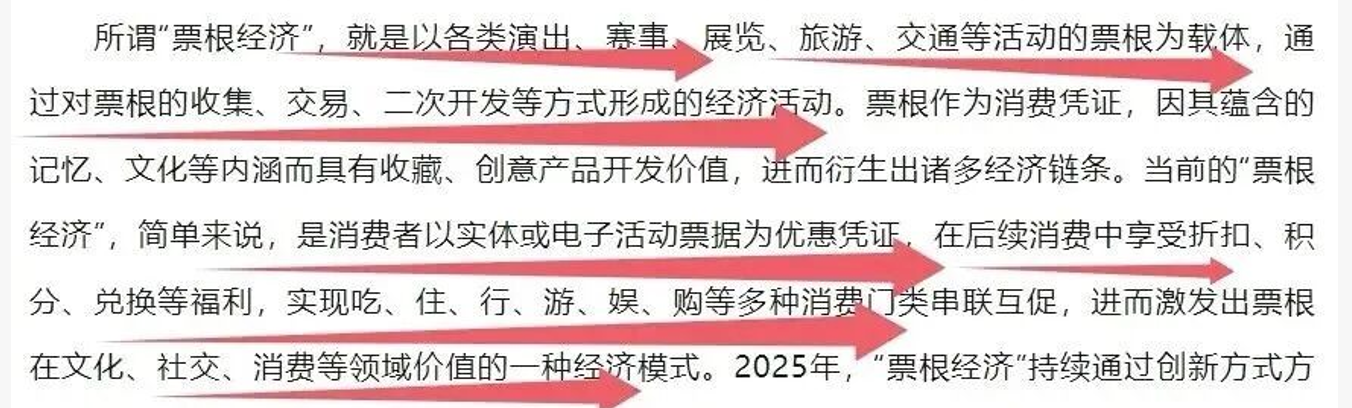 所谓“票根经济”，就是以各类演出、赛事、展览、旅游、交通等活动的票根为载体，通
过对票根的收集、交易、二次开发等方式形成的经济活动。票根作为消费凭证，因其蕴含的
记忆、文化等内涵而具有收藏、创意产品开发价值，进而衍生出诸多经济链条。当前的“票根
经济”，简单来说，是消费者以实体或电子活动票据为优惠凭证，在后续消费中享受折扣、积
分、兑换等福利，实现吃、住、行、游、娱、购等多种消费门类串联互促，进而激发出票根
在文化、社交、消费等领域价值的一种经济模式。2025年，“票根经济”持续通过创新方式方